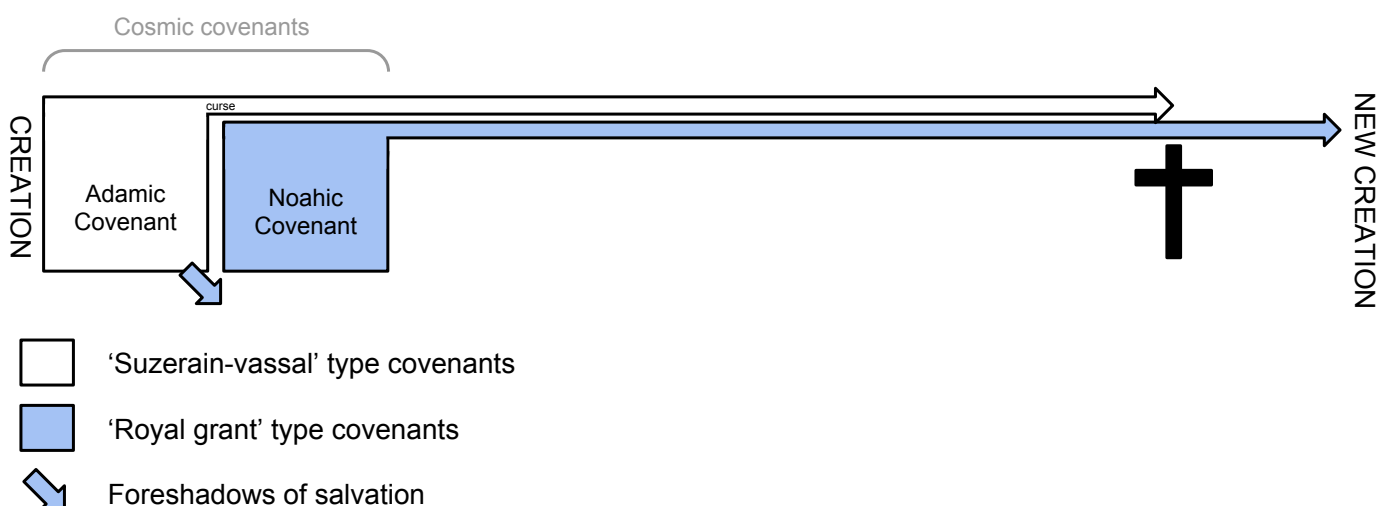 Cosmic covenants
CREATION
curse
Adamic
Covenant
Noahic
Covenant
NEW CREATION
‘Suzerain-vassal’ type covenants
‘Royal grant’ type covenants
Foreshadows of salvation